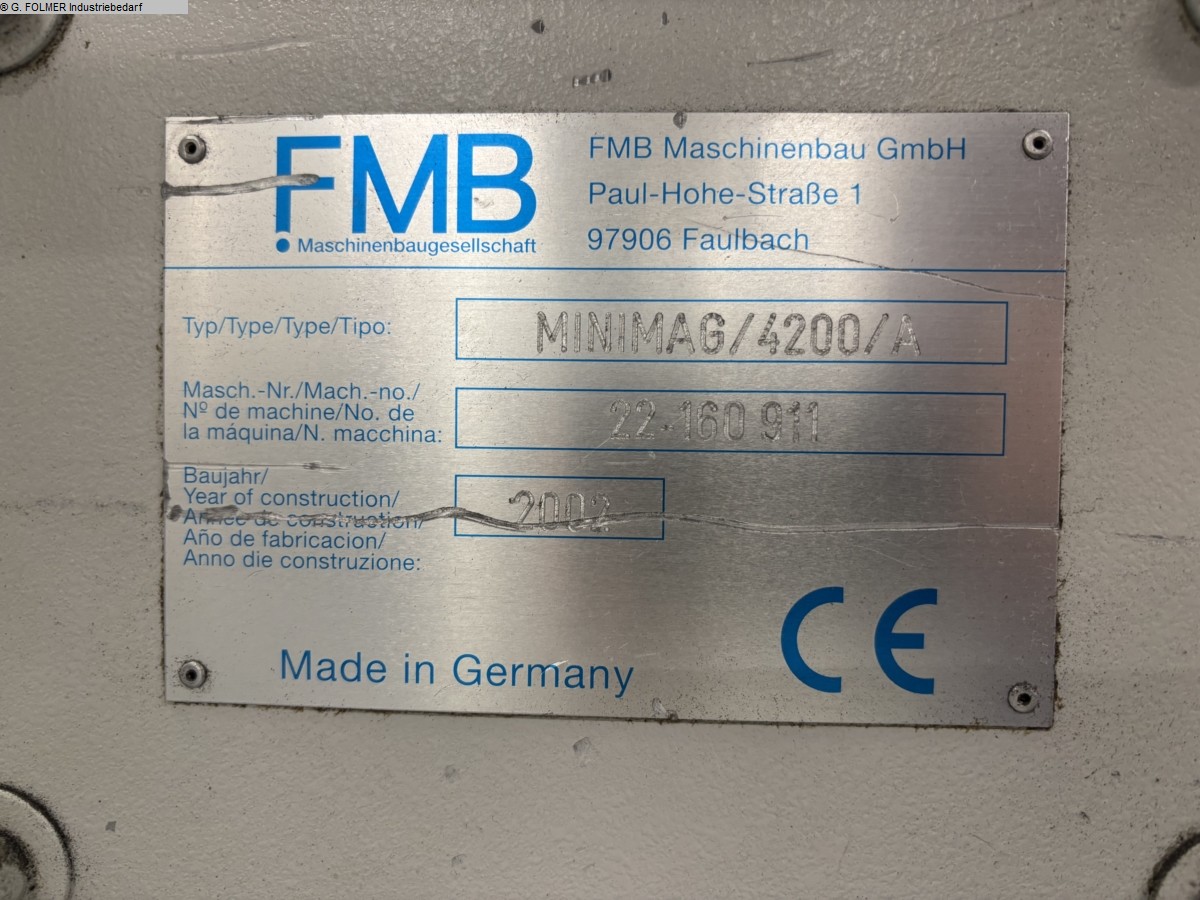 © G. FOLMER Industriebedarf
FMB
Maschinenbaugesellschaft
FMB Maschinenbau GmbH
Paul-Hohe-Straße 1
97906 Faulbach
Typ/Type/Type/Tipo:
MINIMAG/4200/A
Masch.-Nr./Mach.-no./
Nº de machine/No. de
la máquina/N. macchina:
22-160 911
Baujahr/
Year of construction/
Année de construction/
Año de fabricacion/
Anno die construzione:
2002
Made in Germany
CE